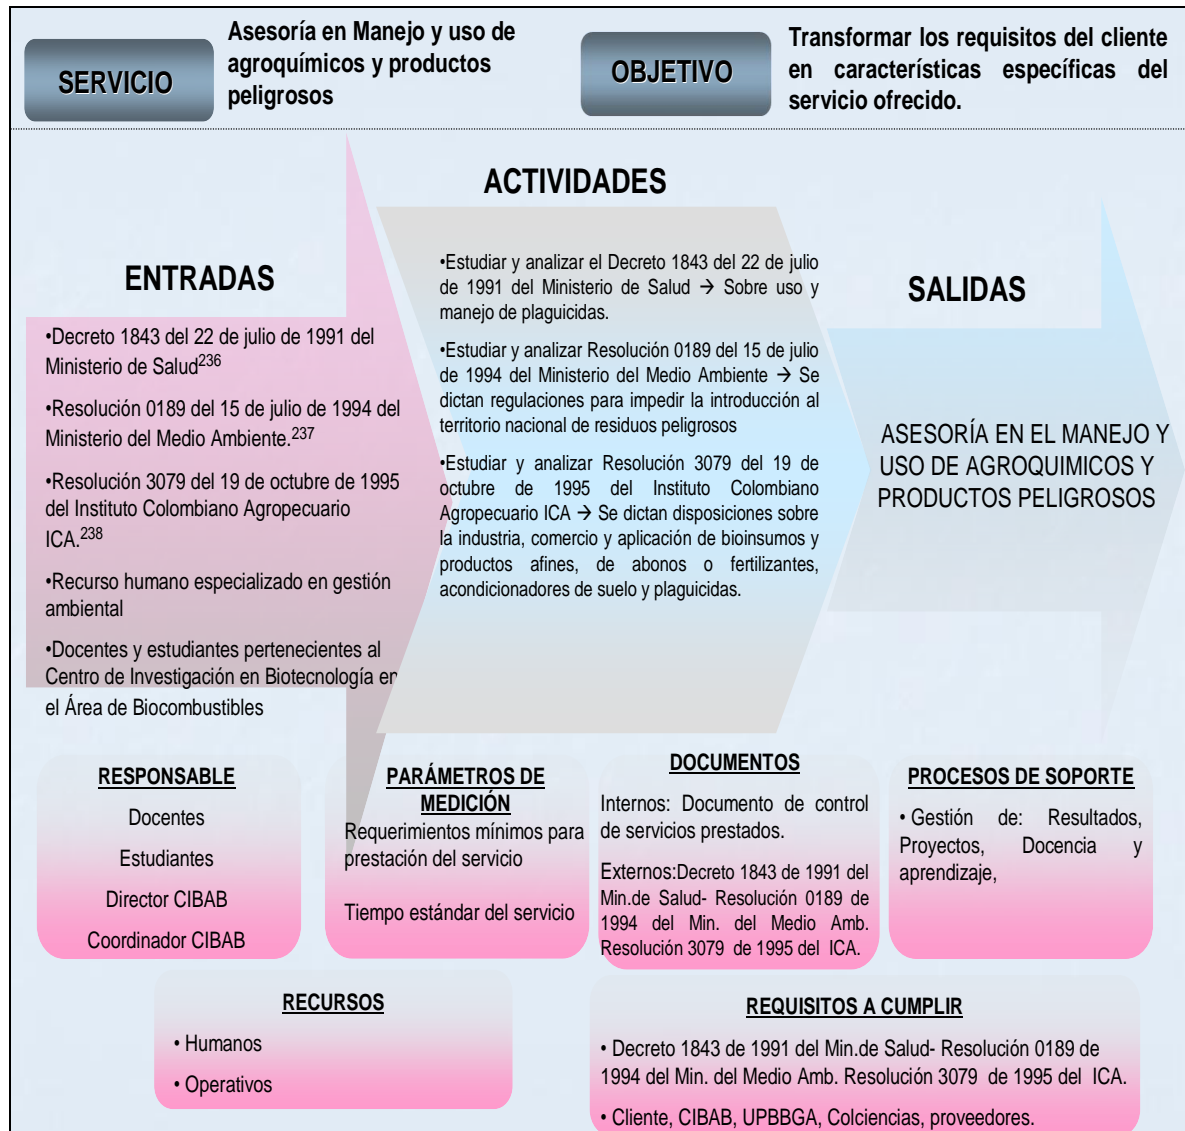 SERVICIO
Asesoría en Manejo y uso de
agroquímicos y productos
peligrosos
OBJETIVO
Transformar los requisitos del cliente
en características específicas del
servicio ofrecido.
ENTRADAS
•Decreto 1843 del 22 de julio de 1991 del
Ministerio de Salud236
•Resolución 0189 del 15 de julio de 1994 del
Ministerio del Medio Ambiente.237
•Resolución 3079 del 19 de octubre de 1995
del Instituto Colombiano Agropecuario
ICA.238
•Recurso humano especializado en gestión
ambiental
•Docentes y estudiantes pertenecientes al
Centro de Investigación en Biotecnología en
el Área de Biocombustibles
ACTIVIDADES
•Estudiar y analizar el Decreto 1843 del 22 de julio
de 1991 del Ministerio de Salud → Sobre uso y
manejo de plaguicidas.
•Estudiar y analizar Resolución 0189 del 15 de julio
de 1994 del Ministerio del Medio Ambiente → Se
dictan regulaciones para impedir la introducción al
territorio nacional de residuos peligrosos
•Estudiar y analizar Resolución 3079 del 19 de
octubre de 1995 del Instituto Colombiano
Agropecuario ICA → Se dictan disposiciones sobre
la industria, comercio y aplicación de bioinsumos y
productos afines, de abonos o fertilizantes,
acondicionadores de suelo y plaguicidas.
SALIDAS
ASESORÍA EN EL MANEJO Y
USO DE AGROQUIMICOS Y
PRODUCTOS PELIGROSOS
RESPONSABLE
Docentes
Estudiantes
Director CIBAB
Coordinador CIBAB
PARÁMETROS DE
MEDICIÓN
Requerimientos mínimos para
prestación del servicio
Tiempo estándar del servicio
DOCUMENTOS
Internos: Documento de control
de servicios prestados.
Externos:Decreto 1843 de 1991 del
Min.de Salud- Resolución 0189 de
1994 del Min. del Medio Amb.
Resolución 3079 de 1995 del ICA.
PROCESOS DE SOPORTE
• Gestión de: Resultados,
Proyectos, Docencia y
aprendizaje,
RECURSOS
• Humanos
• Operativos
REQUISITOS A CUMPLIR
• Decreto 1843 de 1991 del Min.de Salud- Resolución 0189 de
1994 del Min. del Medio Amb. Resolución 3079 de 1995 del ICA.
• Cliente, CIBAB, UPBBGA, Colciencias, proveedores.